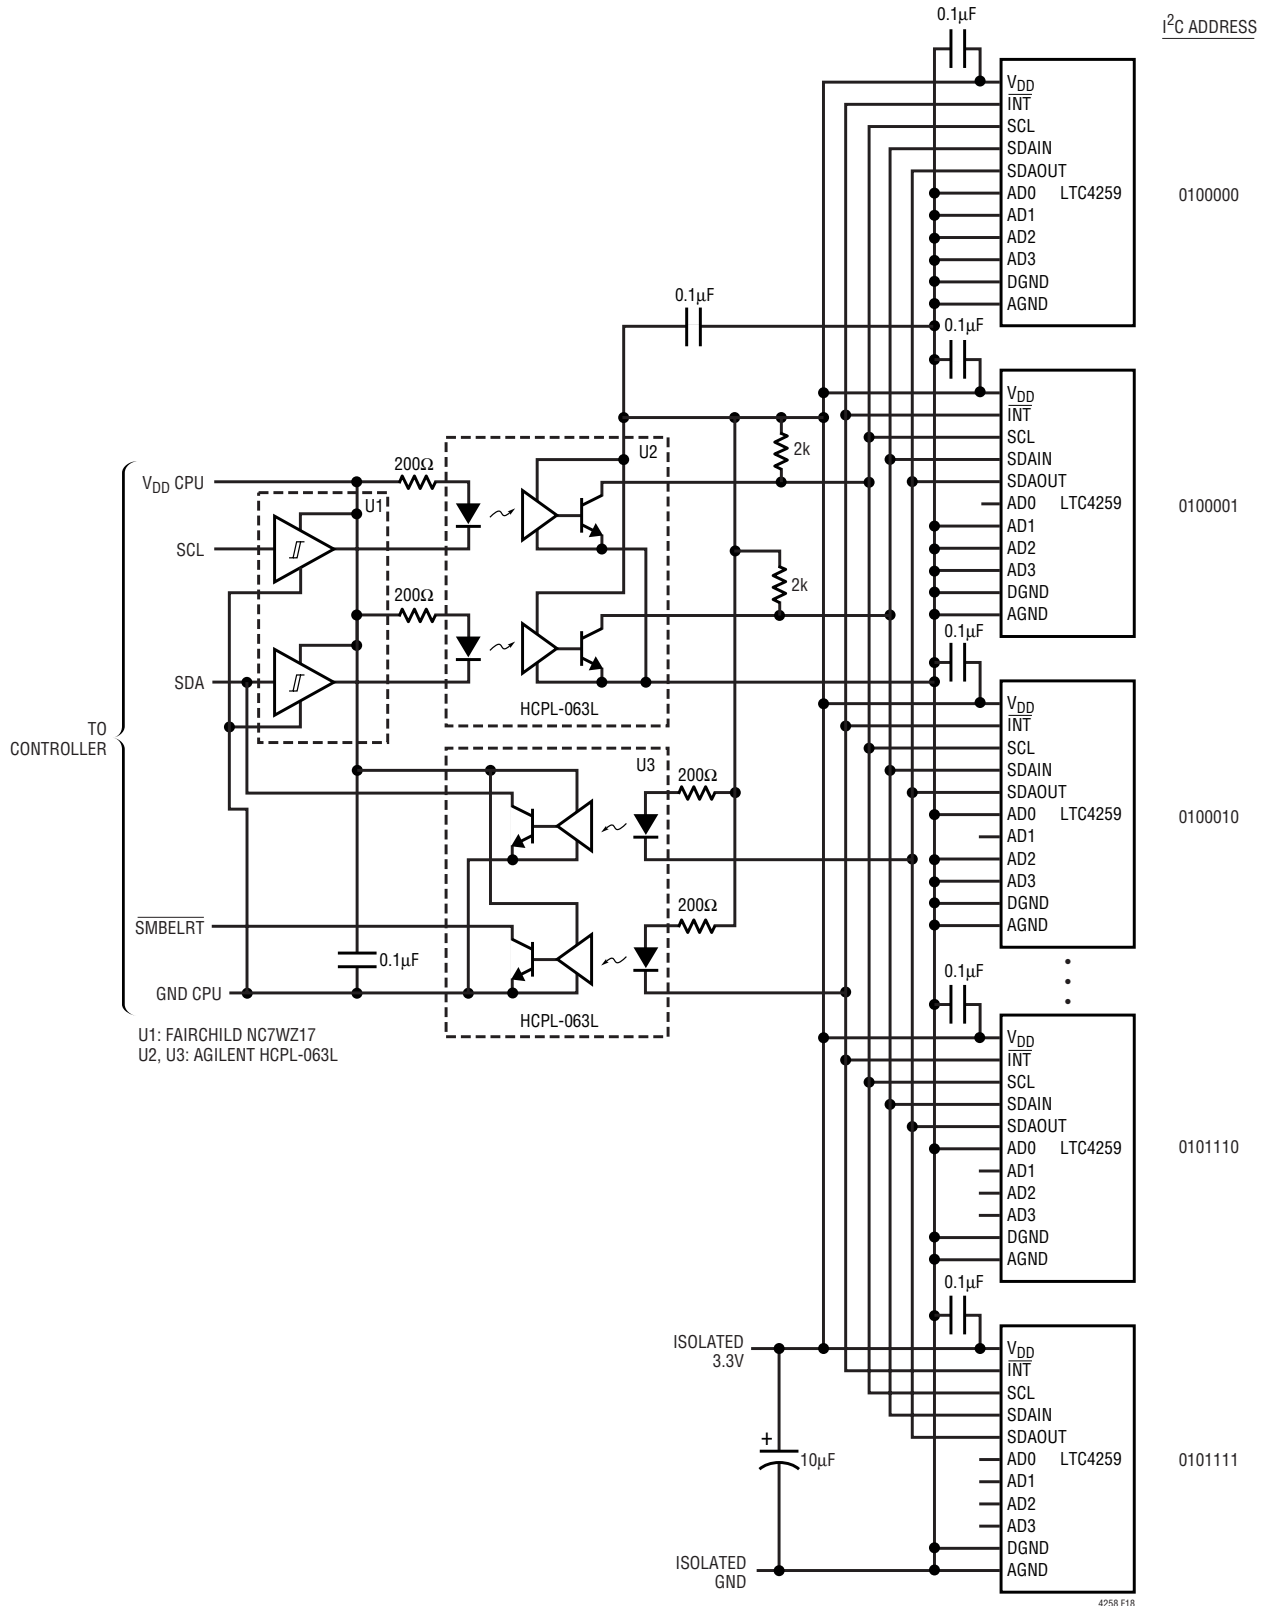 0.1µF
I2C ADDRESS
VDD
INT
SCL
SDAIN
SDAOUT
AD0 LTC4259
AD1
AD2
AD3
DGND
AGND
0100000
0.1µF
0.1µF
VDD
INT
SCL
SDAIN
SDAOUT
AD0 LTC4259
AD1
AD2
AD3
DGND
AGND
0100001
U2
2k
200Ω
VDD CPU
U1
SCL
2k
200Ω
SDA
HCPL-063L
TO
CONTROLLER
0.1µF
VDD
INT
SCL
SDAIN
SDAOUT
AD0 LTC4259
AD1
AD2
AD3
DGND
AGND
0100010
U3
200Ω
200Ω
SMBELRT
0.1µF
GND CPU
HCPL-063L
U1: FAIRCHILD NC7WZ17
U2, U3: AGILENT HCPL-063L
0.1µF
VDD
INT
SCL
SDAIN
SDAOUT
AD0 LTC4259
AD1
AD2
AD3
DGND
AGND
0101110
0.1µF
ISOLATED
3.3V
+
10µF
ISOLATED
GND
VDD
INT
SCL
SDAIN
SDAOUT
AD0 LTC4259
AD1
AD2
AD3
DGND
AGND
0101111
4258 F18